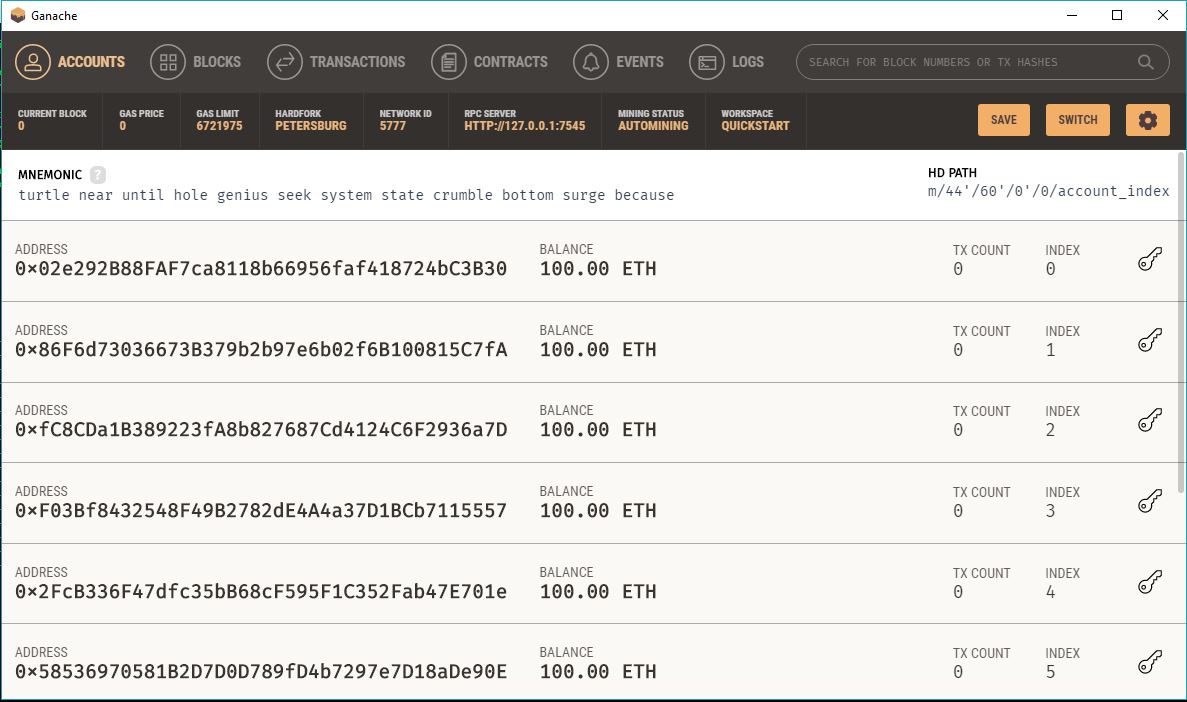 Ganache
ACCOUNTS BLOCKS TRANSACTIONS CONTRACTS EVENTS LOGS SEARCH FOR BLOCK NUMBERS OR TX HASHES
CURRENT BLOCK GAS PRICE GAS LIMIT HARDFORK NETWORK ID RPC SERVER MINING STATUS WORKSPACE
0 0 6721975 PETERSBURG 5777 HTTP://127.0.0.1:7545 AUTOMINING QUICKSTART SAVE SWITCH
MNEMONIC ? HD PATH
turtle near until hole genius seek system state crumble bottom surge because m/44'/60'/0'/0/account_index
ADDRESS BALANCE TX COUNT INDEX
0×02e292B88FAF7ca8118b66956faf418724bC3B30 100.00 ETH 0 0
ADDRESS BALANCE TX COUNT INDEX
0×86F6d73036673B379b2b97e6b02f6B100815C7fA 100.00 ETH 0 1
ADDRESS BALANCE TX COUNT INDEX
0×fC8CDa1B389223fA8b827687Cd4124C6F2936a7D 100.00 ETH 0 2
ADDRESS BALANCE TX COUNT INDEX
0×F03Bf8432548F49B2782dE4A4a37D1BCb7115557 100.00 ETH 0 3
ADDRESS BALANCE TX COUNT INDEX
0×2FcB336F47dfc35bB68cF595F1C352Fab47E701e 100.00 ETH 0 4
ADDRESS BALANCE TX COUNT INDEX
0×58536970581B2D7D0D789fD4b7297e7D18aDe90E 100.00 ETH 0 5